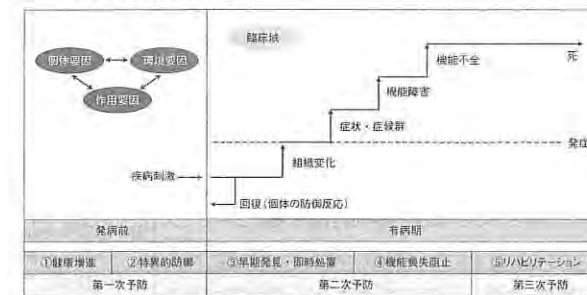 臨床域
死
機能不全
個体要因
環境要因
作用要因
機能障害
症状・症候群
発症
組織変化
疾病刺激
回復(個体の防御反応)
発病前
有病期
①健康増進
②特異的防御
③早期発見・即時処置
④機能喪失阻止
⑤リハビリテーション
第一次予防
第二次予防
第三次予防